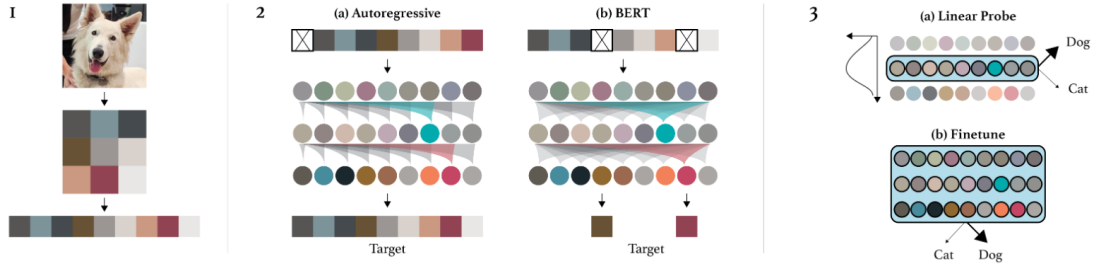 1
2
(a) Autoregressive
(b) BERT
Target
Target
3
(a) Linear Probe
Dog
Cat
(b) Finetune
Cat
Dog